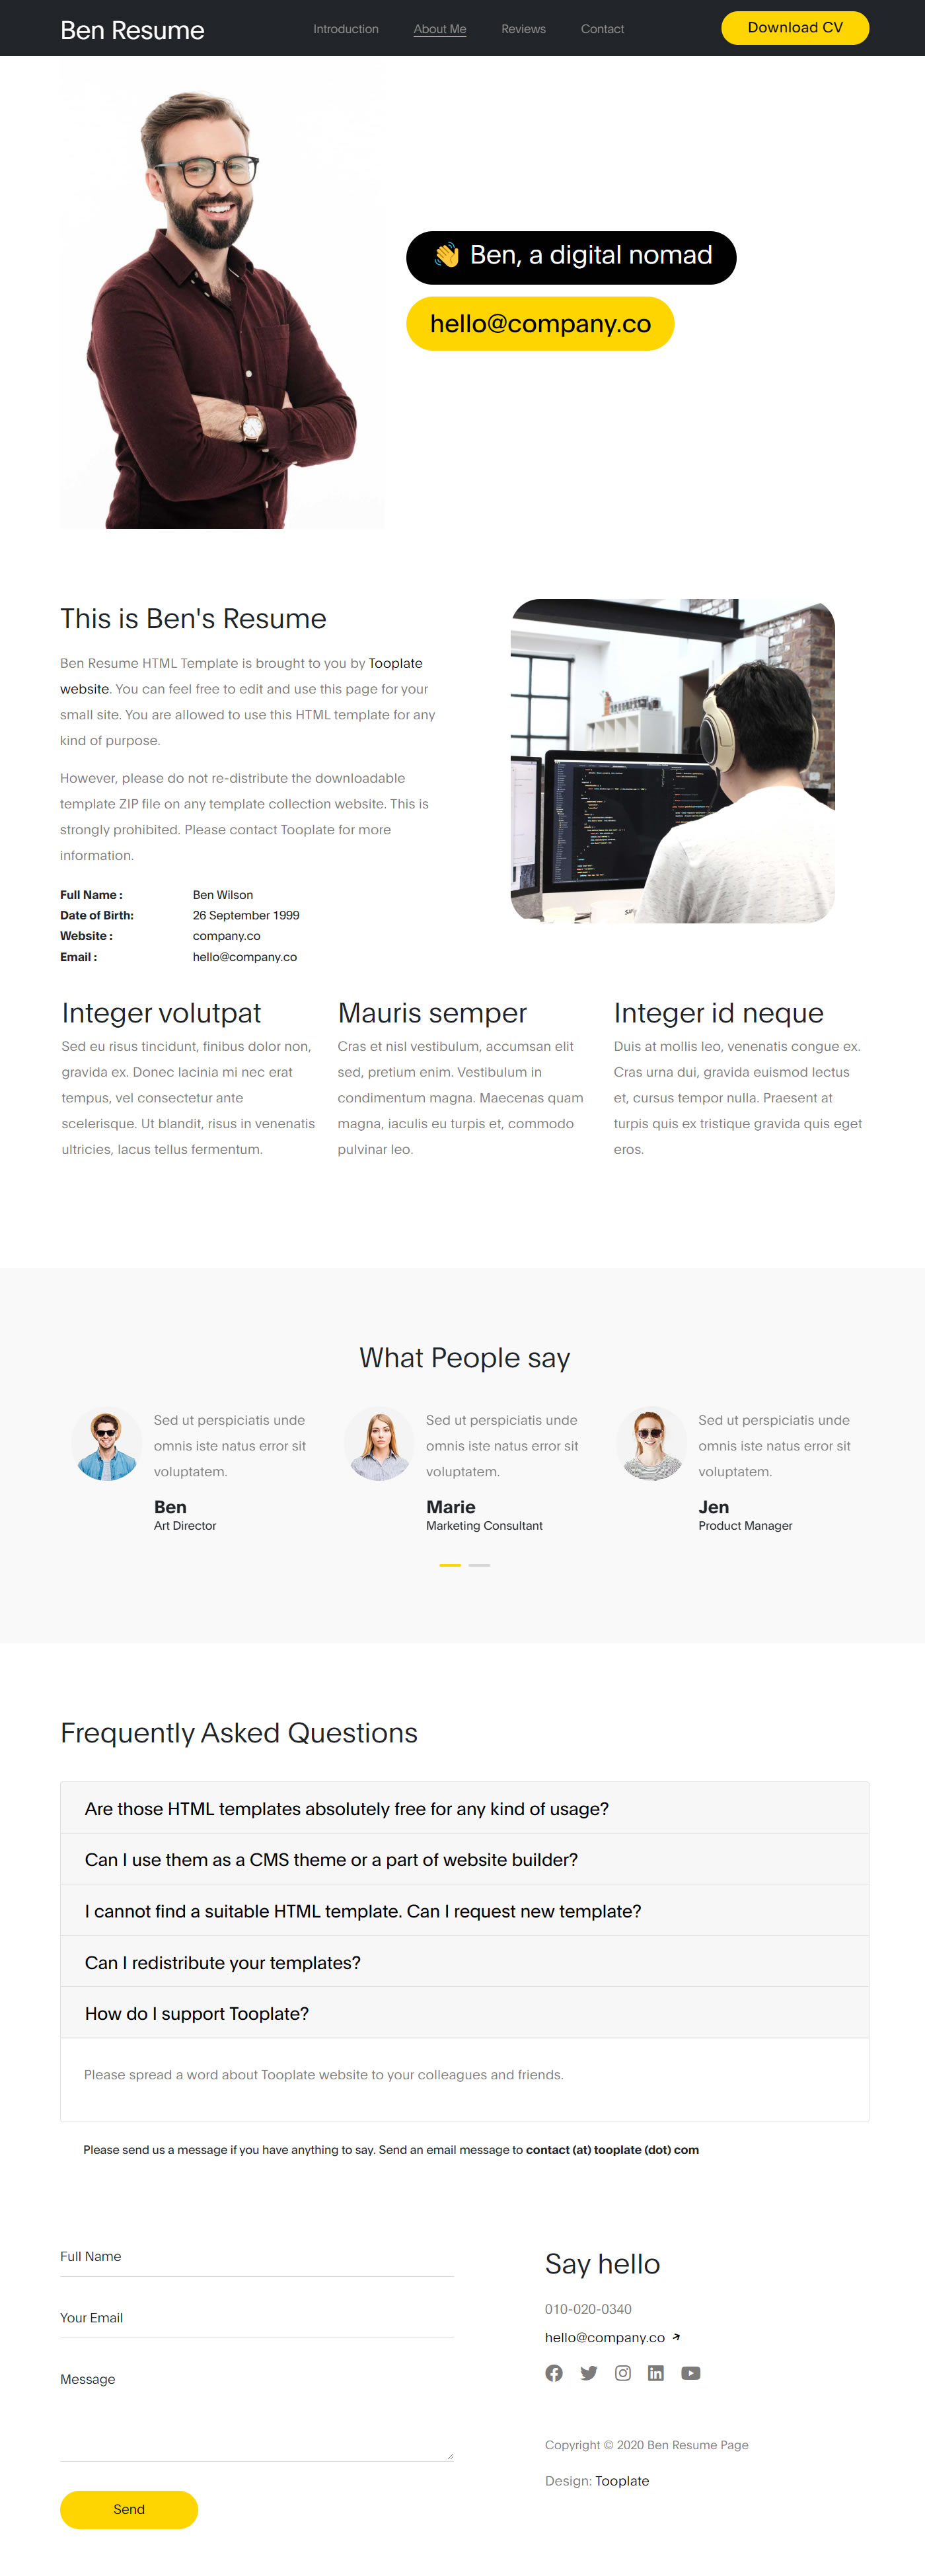 Ben Resume
Introduction
About Me
Reviews
Contact
Download CV
👋 Ben, a digital nomad
hello@company.co
This is Ben's Resume
Ben Resume HTML Template is brought to you by Tooplate
website. You can feel free to edit and use this page for your
small site. You are allowed to use this HTML template for any
kind of purpose.
However, please do not re-distribute the downloadable
template ZIP file on any template collection website. This is
strongly prohibited. Please contact Tooplate for more
information.
Full Name : Ben Wilson
Date of Birth: 26 September 1999
Website : company.co
Email : hello@company.co
Integer volutpat
Sed eu risus tincidunt, finibus dolor non,
gravida ex. Donec lacinia mi nec erat
tempus, vel consectetur ante
scelerisque. Ut blandit, risus in venenatis
ultricies, lacus tellus fermentum.
Mauris semper
Cras et nisl vestibulum, accumsan elit
sed, pretium enim. Vestibulum in
condimentum magna. Maecenas quam
magna, iaculis eu turpis et, commodo
pulvinar leo.
Integer id neque
Duis at mollis leo, venenatis congue ex.
Cras urna dui, gravida euismod lectus
et, cursus tempor nulla. Praesent at
turpis quis ex tristique gravida quis eget
eros.
What People say
Sed ut perspiciatis unde
omnis iste natus error sit
voluptatem.
Ben
Art Director
Sed ut perspiciatis unde
omnis iste natus error sit
voluptatem.
Marie
Marketing Consultant
Sed ut perspiciatis unde
omnis iste natus error sit
voluptatem.
Jen
Product Manager
Frequently Asked Questions
Are those HTML templates absolutely free for any kind of usage?
Can I use them as a CMS theme or a part of website builder?
I cannot find a suitable HTML template. Can I request new template?
Can I redistribute your templates?
How do I support Tooplate?
Please spread a word about Tooplate website to your colleagues and friends.
Please send us a message if you have anything to say. Send an email message to contact (at) tooplate (dot) com
Full Name
Your Email
Message
Send
Say hello
010-020-0340
hello@company.co
Copyright © 2020 Ben Resume Page
Design: Tooplate